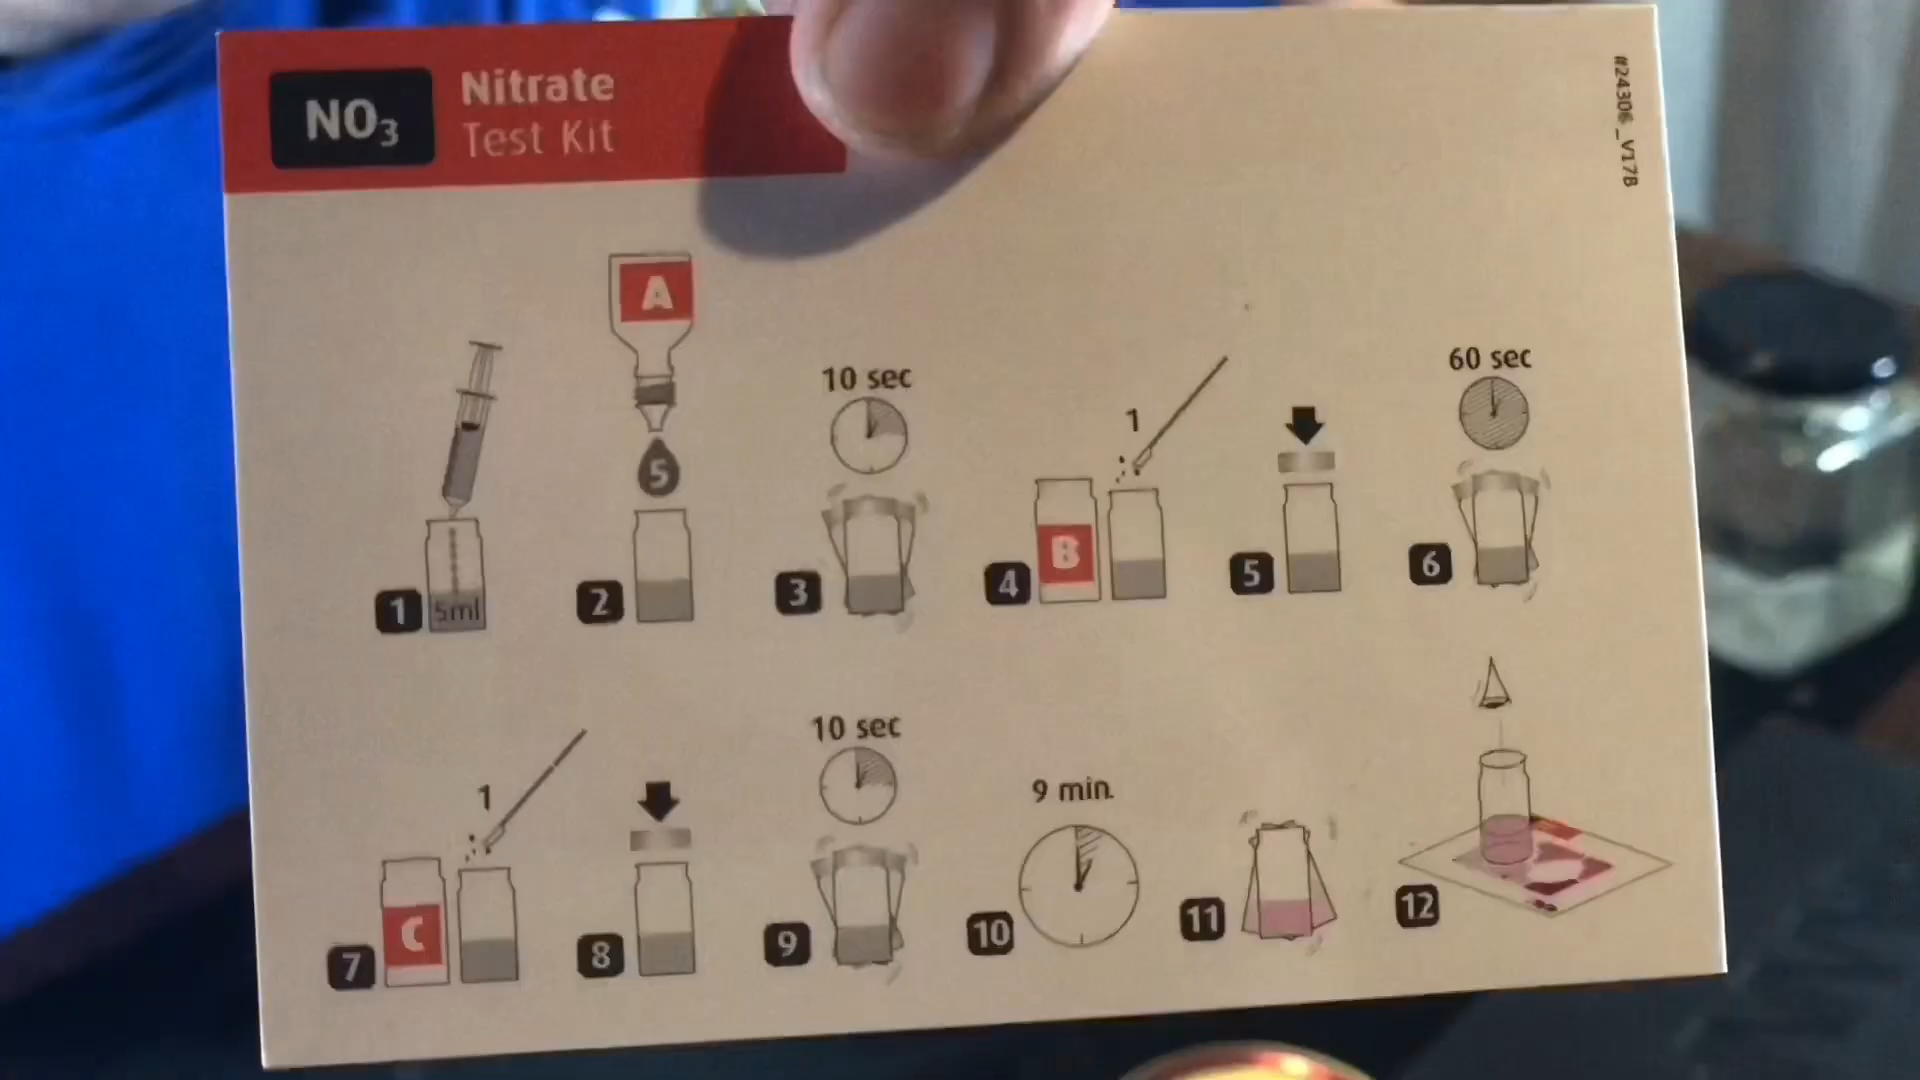 NO3
Nitrate
Test Kit
#24306_V17B
A
5
10 sec
1
60 sec
B
1
5ml
2
3
4
5
6
1
10 sec
9 min.
C
7
8
9
10
11
12